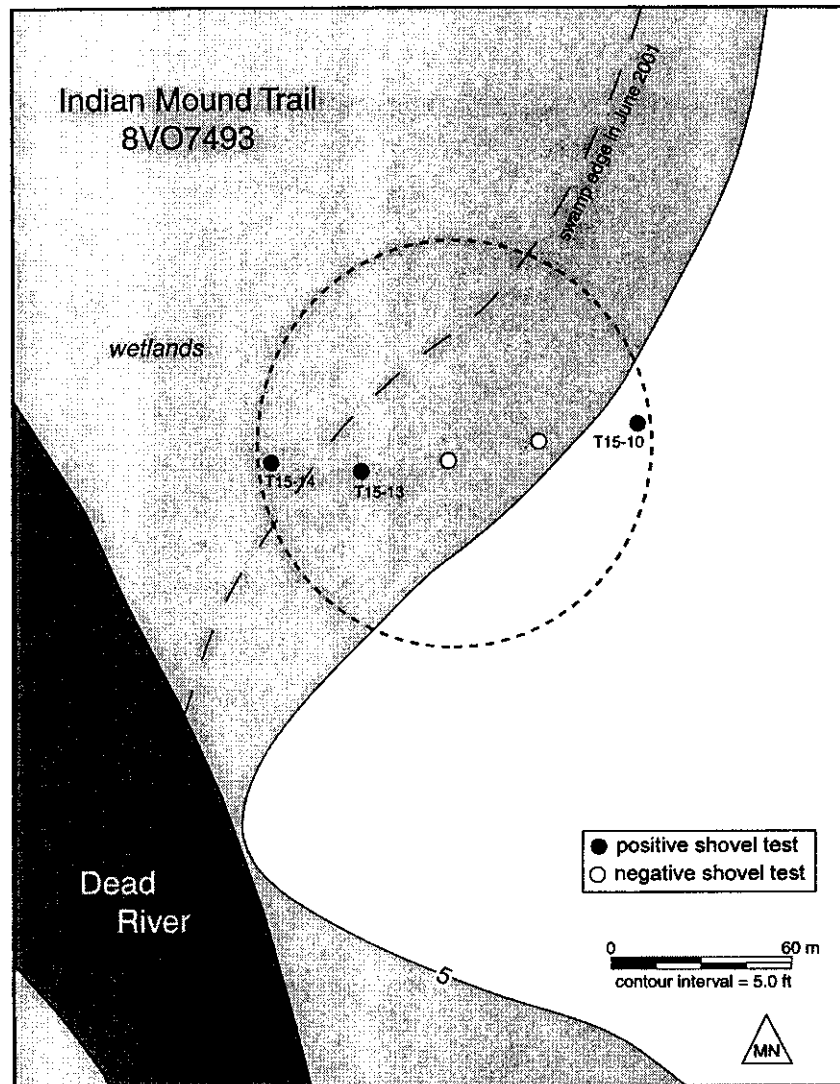 Indian Mound Trail
8VO7493
swamp edge in June 2001
wetlands
T15-10
T15-14
T15-13
positive shovel test
negative shovel test
Dead
River
0 60 m
5
contour interval = 5.0 ft
MN